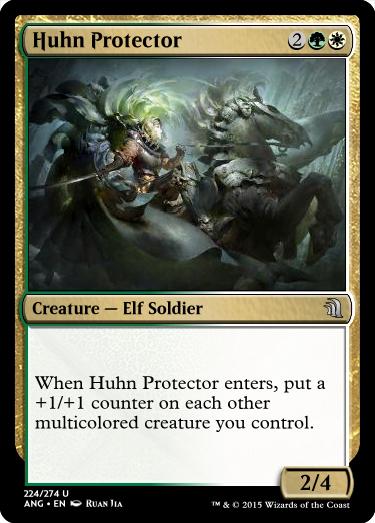 Huhn Protector 2
Creature — Elf Soldier
When Huhn Protector enters, put a
+1/+1 counter on each other
multicolored creature you control.
2/4
224/274 U
ANG • EN Ruan Jia
™ & © 2015 Wizards of the Coast